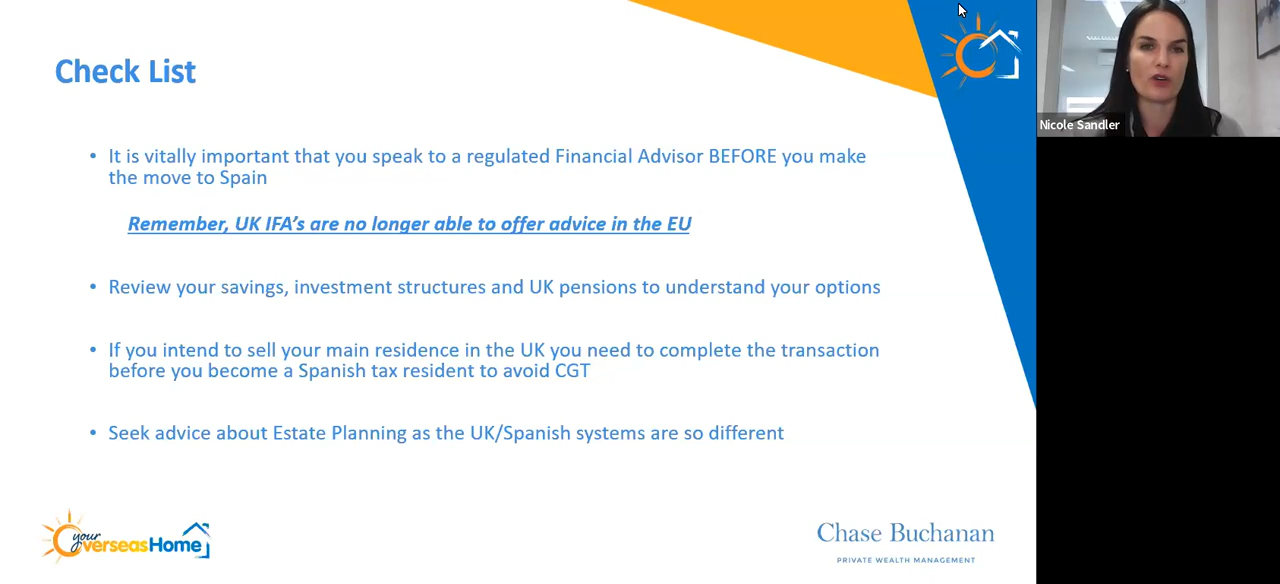 Check List
• It is vitally important that you speak to a regulated Financial Advisor BEFORE you make
the move to Spain
Remember, UK IFA's are no longer able to offer advice in the EU
• Review your savings, investment structures and UK pensions to understand your options
• If you intend to sell your main residence in the UK you need to complete the transaction
before you become a Spanish tax resident to avoid CGT
• Seek advice about Estate Planning as the UK/Spanish systems are so different
your
OverseasHome
Chase Buchanan
PRIVATE WEALTH MANAGEMENT
Nicole Sandler